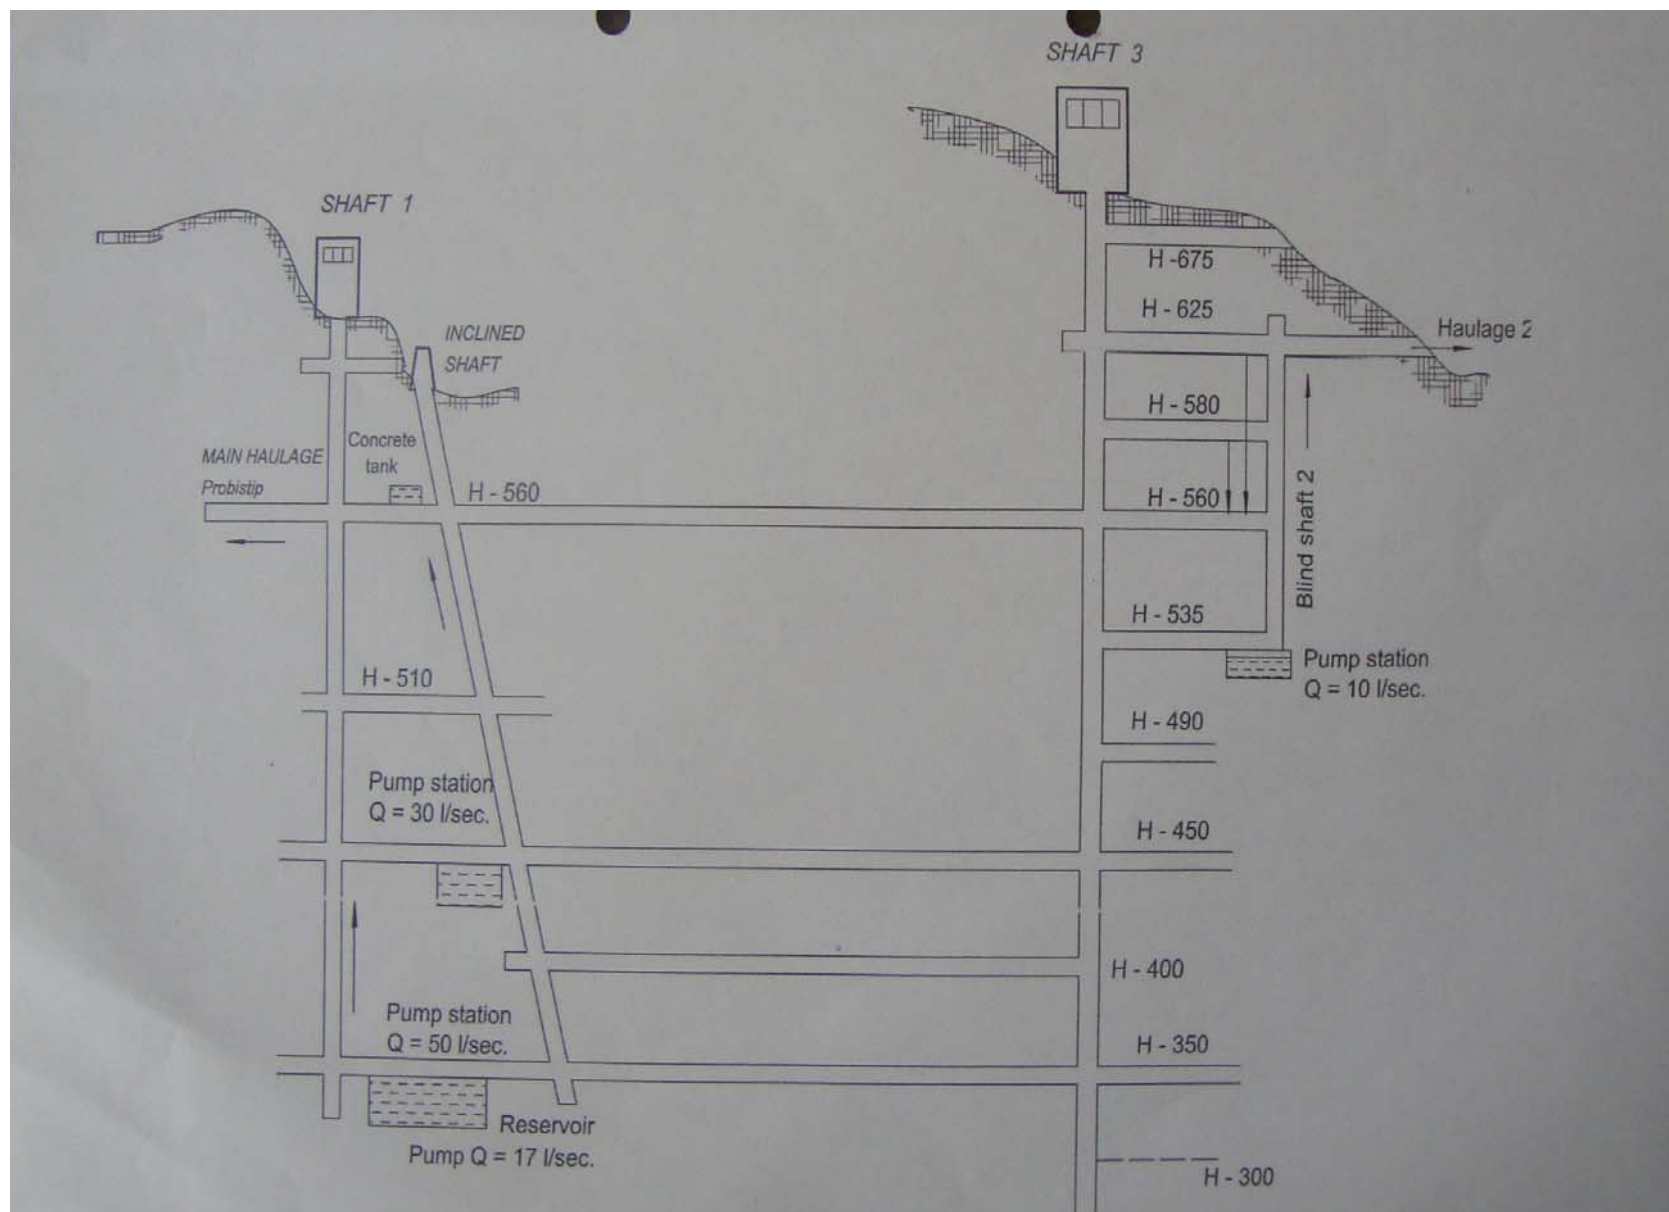 SHAFT 3
SHAFT 1
H -675
H - 625
Haulage 2
INCLINED
SHAFT
H - 580
Concrete
tank
MAIN HAULAGE
Probistip
H - 560
H - 560
Blind shaft 2
H - 535
Pump station
Q = 10 l/sec.
H - 510
H - 490
Pump station
Q = 30 l/sec.
H - 450
H - 400
Pump station
Q = 50 l/sec.
H - 350
Reservoir
Pump Q = 17 l/sec.
H - 300